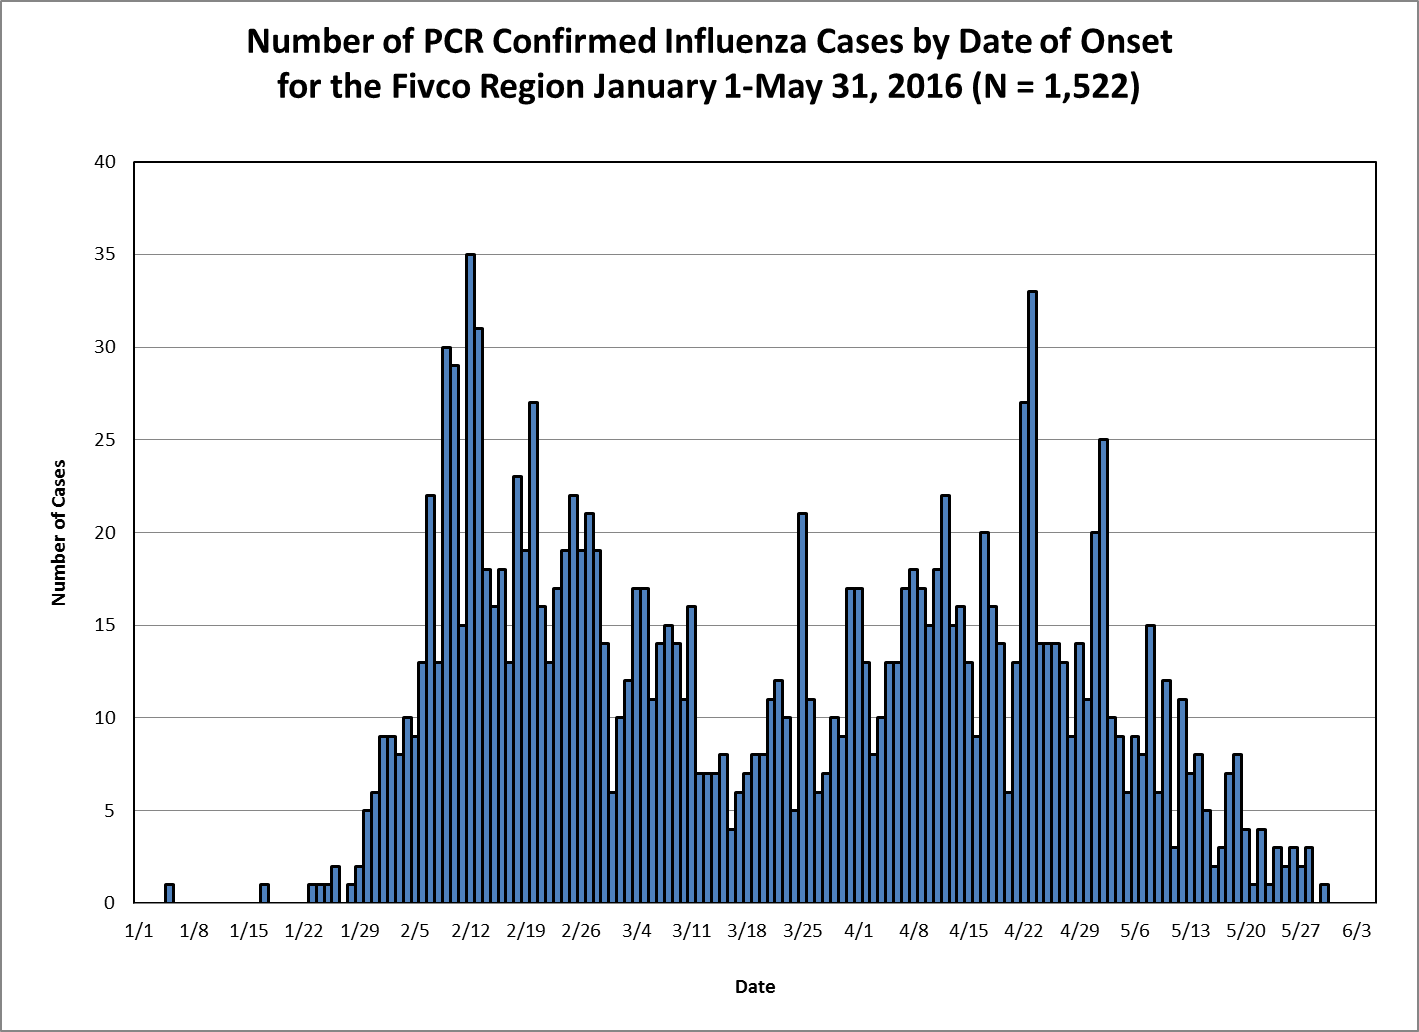 Number of PCR Confirmed Influenza Cases by Date of Onset
for the Fivco Region January 1-May 31, 2016 (N = 1,522)
40
35
30
25
20
15
10
5
0
Number of Cases
1/1 1/8 1/15 1/22 1/29 2/5 2/12 2/19 2/26 3/4 3/11 3/18 3/25 4/1 4/8 4/15 4/22 4/29 5/6 5/13 5/20 5/27 6/3
Date